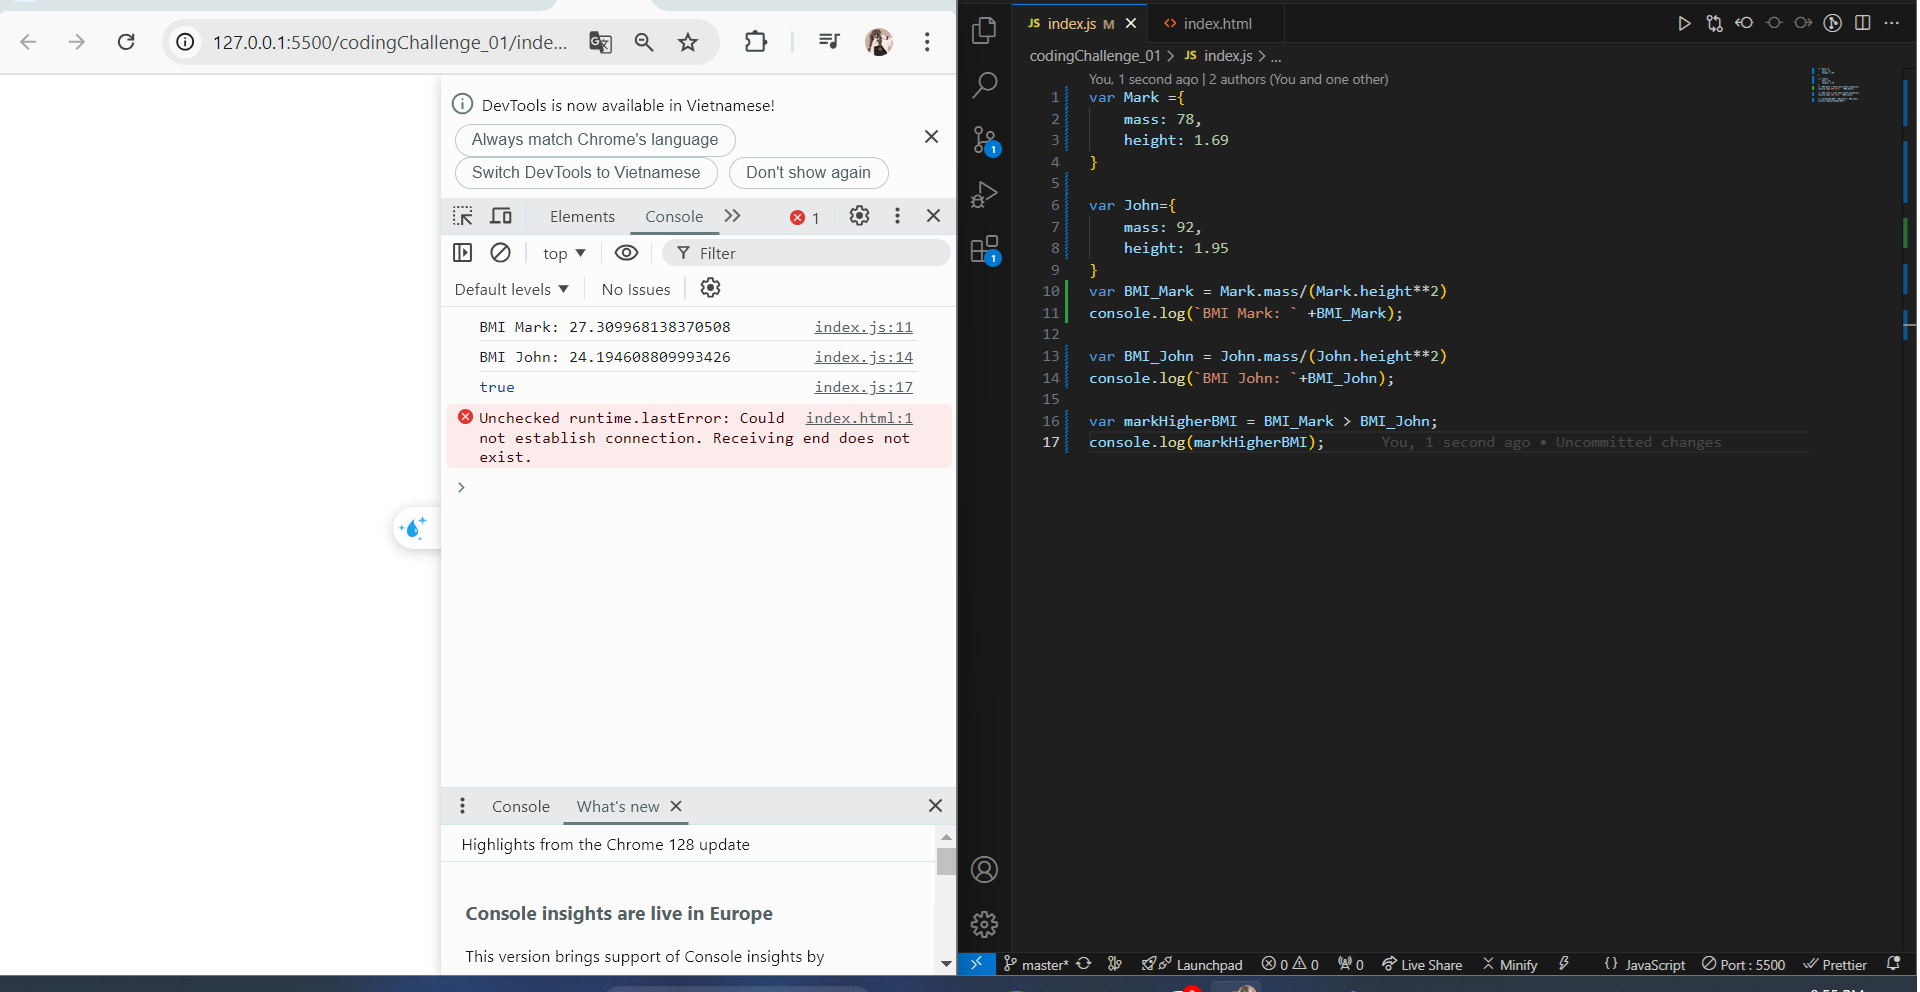 127.0.0.1:5500/codingChallenge_01/inde...
DevTools is now available in Vietnamese!
Always match Chrome's language
Switch DevTools to Vietnamese
Don't show again
Elements
Console
1
top
Filter
Default levels
No Issues
BMI Mark: 27.309968138370508 index.js:11
BMI John: 24.194608809993426 index.js:14
true index.js:17
Unchecked runtime.lastError: Could index.html:1
not establish connection. Receiving end does not
exist.
>
Console
What's new
Highlights from the Chrome 128 update
Console insights are live in Europe
This version brings support of Console insights by
JS index.js M
index.html
codingChallenge_01 > JS index.js > ...
You, 1 second ago | 2 authors (You and one other)
1 var Mark ={
2 mass: 78,
3 height: 1.69
4 }
5
6 var John={
7 mass: 92,
8 height: 1.95
9 }
10 var BMI_Mark = Mark.mass/(Mark.height**2)
11 console.log(`BMI Mark: ` +BMI_Mark);
12
13 var BMI_John = John.mass/(John.height**2)
14 console.log(`BMI John: `+BMI_John);
15
16 var markHigherBMI = BMI_Mark > BMI_John;
17 console.log(markHigherBMI); You, 1 second ago • Uncommitted changes
1
1
master*
Launchpad
0
0
0
Live Share
Minify
{} JavaScript
Port : 5500
Prettier